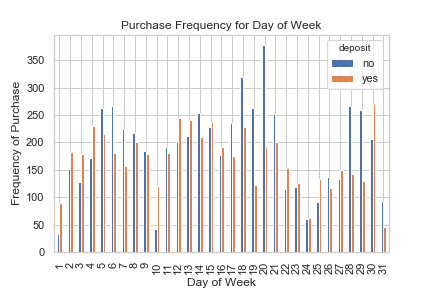 Purchase Frequency for Day of Week
deposit
no
yes
Frequency of Purchase
350
300
250
200
150
100
50
0
1 2 3 4 5 6 7 8 9 10 11 12 13 14 15 16 17 18 19 20 21 22 23 24 25 26 27 28 29 30 31
Day of Week